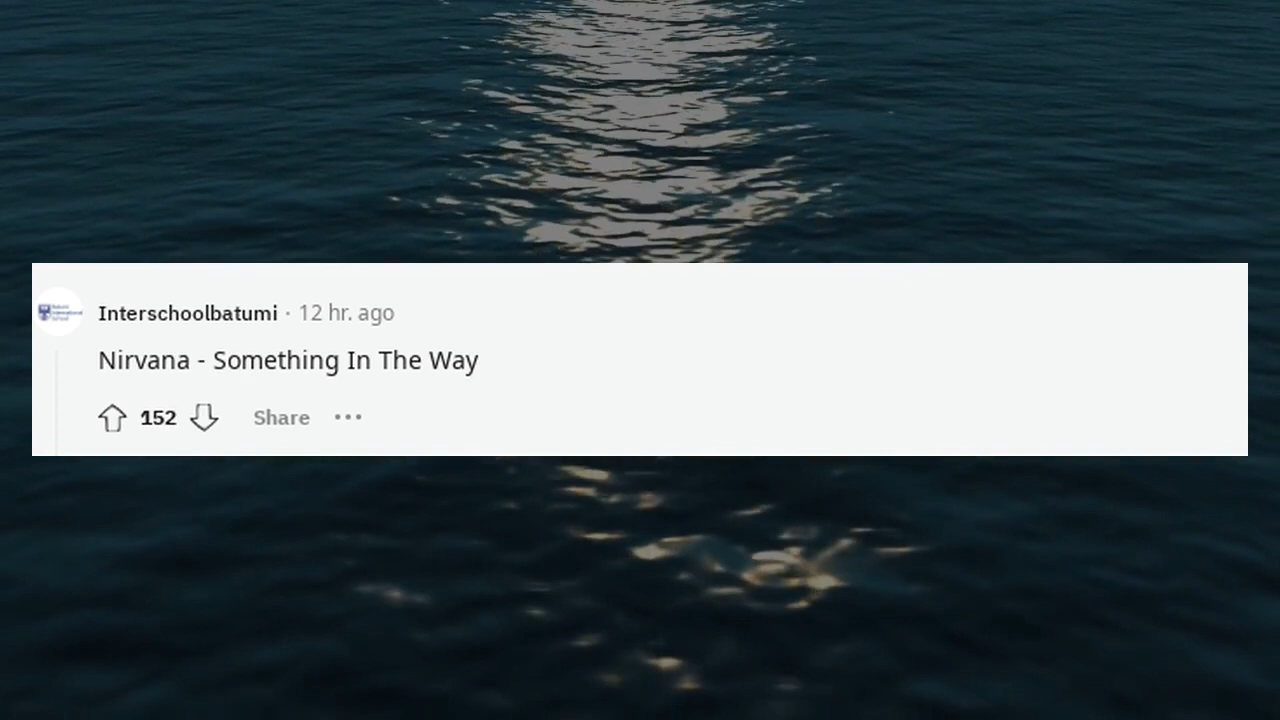 Interschoolbatumi · 12 hr. ago
Nirvana - Something In The Way
152 Share